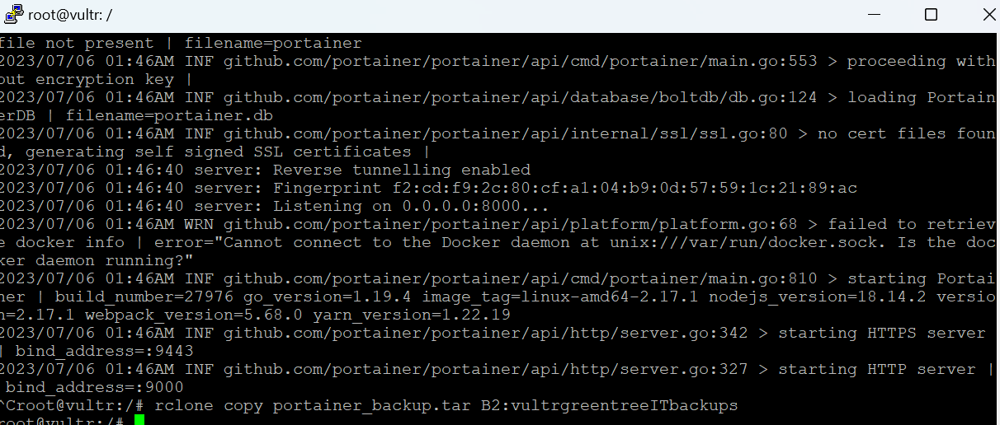 root@vultr: /
file not present | filename=portainer
2023/07/06 01:46AM INF github.com/portainer/portainer/api/cmd/portainer/main.go:553 > proceeding with
out encryption key |
2023/07/06 01:46AM INF github.com/portainer/portainer/api/database/boltdb/db.go:124 > loading Portain
erDB | filename=portainer.db
2023/07/06 01:46AM INF github.com/portainer/portainer/api/internal/ssl/ssl.go:80 > no cert files foun
d, generating self signed SSL certificates |
2023/07/06 01:46:40 server: Reverse tunnelling enabled
2023/07/06 01:46:40 server: Fingerprint f2:cd:f9:2c:80:cf:a1:04:b9:0d:57:59:1c:21:89:ac
2023/07/06 01:46:40 server: Listening on 0.0.0.0:8000...
2023/07/06 01:46AM WRN github.com/portainer/portainer/api/platform/platform.go:68 > failed to retriev
e docker info | error="Cannot connect to the Docker daemon at unix:///var/run/docker.sock. Is the doc
ker daemon running?"
2023/07/06 01:46AM INF github.com/portainer/portainer/api/cmd/portainer/main.go:810 > starting Portai
ner | build_number=27976 go_version=1.19.4 image_tag=linux-amd64-2.17.1 nodejs_version=18.14.2 versio
n=2.17.1 webpack_version=5.68.0 yarn_version=1.22.19
2023/07/06 01:46AM INF github.com/portainer/portainer/api/http/server.go:342 > starting HTTPS server
| bind_address=:9443
2023/07/06 01:46AM INF github.com/portainer/portainer/api/http/server.go:327 > starting HTTP server |
bind_address=:9000
^Croot@vultr:/# rclone copy portainer_backup.tar B2:vultrgreentreeITbackups
root@vultr:/#